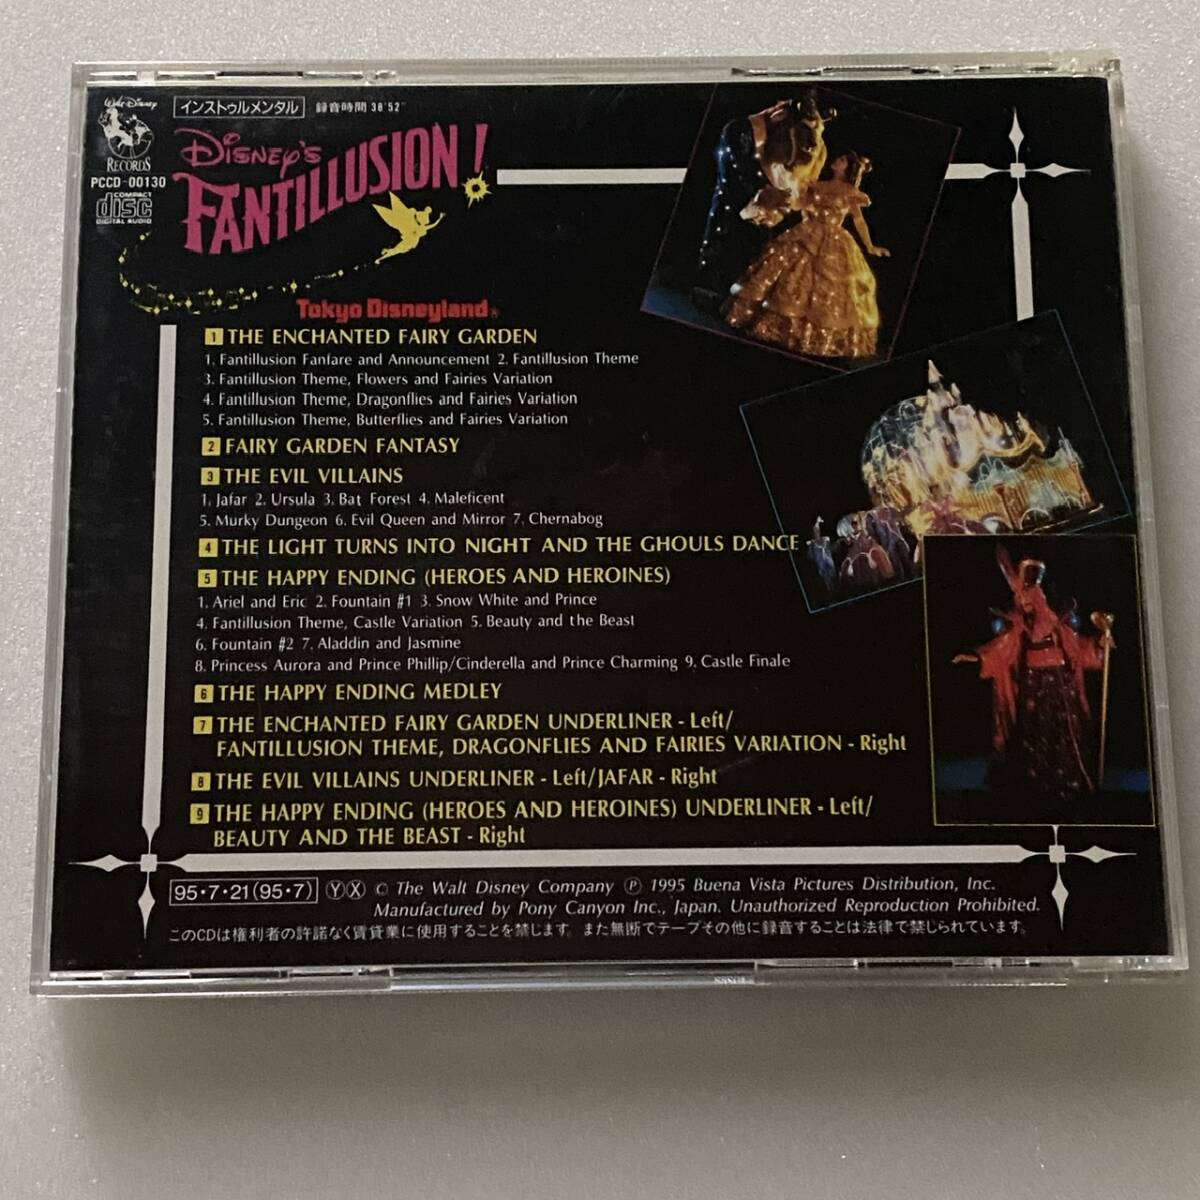 Walt Disney
RECORDS
PCCD-00130
COMPACT
disc
DIGITAL AUDIO
インストゥルメンタル 録音時間 38'52"
DISNEY'S
FANTILLUSION!
Tokyo Disneyland®
1 THE ENCHANTED FAIRY GARDEN
1. Fantillusion Fanfare and Announcement 2. Fantillusion Theme
3. Fantillusion Theme, Flowers and Fairies Variation
4. Fantillusion Theme, Dragonflies and Fairies Variation
5. Fantillusion Theme, Butterflies and Fairies Variation
2 FAIRY GARDEN FANTASY
3 THE EVIL VILLAINS
1. Jafar 2. Ursula 3. Bat Forest 4. Maleficent
5. Murky Dungeon 6. Evil Queen and Mirror 7. Chernabog
4 THE LIGHT TURNS INTO NIGHT AND THE GHOULS DANCE
5 THE HAPPY ENDING (HEROES AND HEROINES)
1. Ariel and Eric 2. Fountain #1 3. Snow White and Prince
4. Fantillusion Theme, Castle Variation 5. Beauty and the Beast
6. Fountain #2 7. Aladdin and Jasmine
8. Princess Aurora and Prince Phillip/Cinderella and Prince Charming 9. Castle Finale
6 THE HAPPY ENDING MEDLEY
7 THE ENCHANTED FAIRY GARDEN UNDERLINER - Left/
FANTILLUSION THEME, DRAGONFLIES AND FAIRIES VARIATION - Right
8 THE EVIL VILLAINS UNDERLINER - Left/JAFAR - Right
9 THE HAPPY ENDING (HEROES AND HEROINES) UNDERLINER - Left/
BEAUTY AND THE BEAST - Right
95・7・21(95・7) Ⓨ Ⓧ © The Walt Disney Company Ⓟ 1995 Buena Vista Pictures Distribution, Inc.
Manufactured by Pony Canyon Inc., Japan. Unauthorized Reproduction Prohibited.
このCDは権利者の許諾なく賃貸業に使用することを禁じます。また無断でテープその他に録音することは法律で禁じられています。